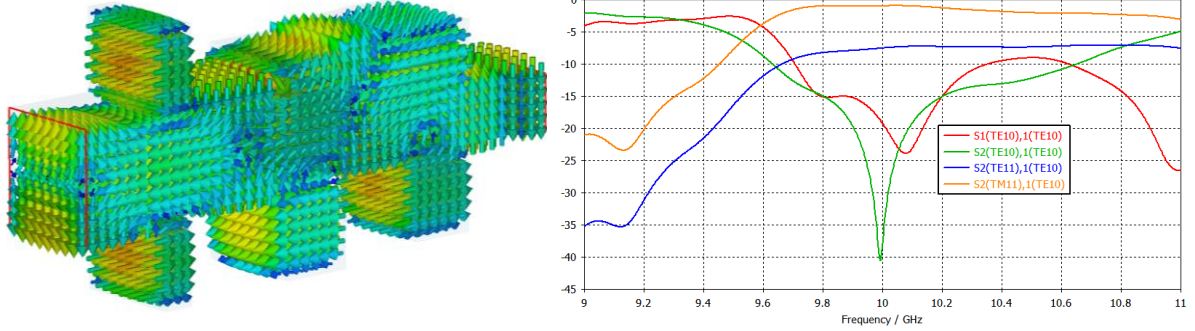 0
-5
-10
-15
-20
-25
-30
-35
-40
-45
9 9.2 9.4 9.6 9.8 10 10.2 10.4 10.6 10.8 11
Frequency / GHz
S1(TE10),1(TE10)
S2(TE10),1(TE10)
S2(TE11),1(TE10)
S2(TM11),1(TE10)